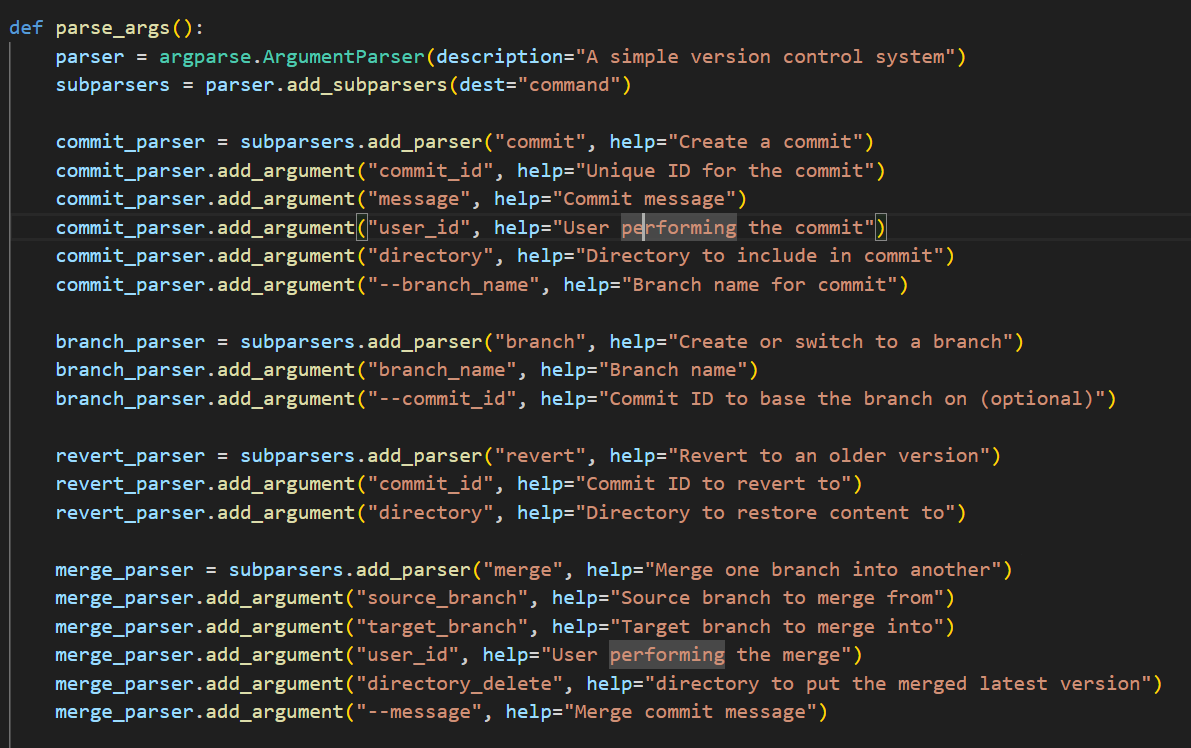 def parse_args():
    parser = argparse.ArgumentParser(description="A simple version control system")
    subparsers = parser.add_subparsers(dest="command")

    commit_parser = subparsers.add_parser("commit", help="Create a commit")
    commit_parser.add_argument("commit_id", help="Unique ID for the commit")
    commit_parser.add_argument("message", help="Commit message")
    commit_parser.add_argument("user_id", help="User performing the commit")
    commit_parser.add_argument("directory", help="Directory to include in commit")
    commit_parser.add_argument("--branch_name", help="Branch name for commit")

    branch_parser = subparsers.add_parser("branch", help="Create or switch to a branch")
    branch_parser.add_argument("branch_name", help="Branch name")
    branch_parser.add_argument("--commit_id", help="Commit ID to base the branch on (optional)")

    revert_parser = subparsers.add_parser("revert", help="Revert to an older version")
    revert_parser.add_argument("commit_id", help="Commit ID to revert to")
    revert_parser.add_argument("directory", help="Directory to restore content to")

    merge_parser = subparsers.add_parser("merge", help="Merge one branch into another")
    merge_parser.add_argument("source_branch", help="Source branch to merge from")
    merge_parser.add_argument("target_branch", help="Target branch to merge into")
    merge_parser.add_argument("user_id", help="User performing the merge")
    merge_parser.add_argument("directory_delete", help="directory to put the merged latest version")
    merge_parser.add_argument("--message", help="Merge commit message")